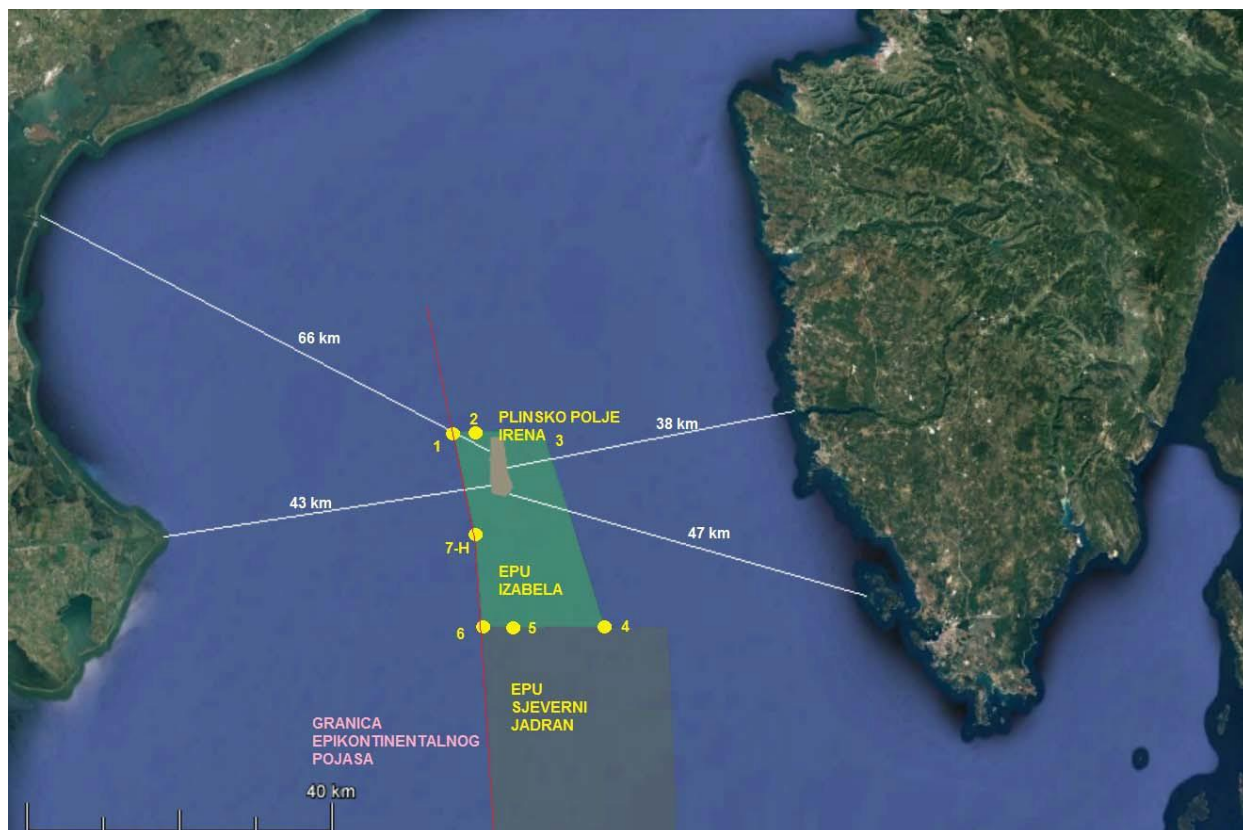 66 km
2
PLINSKO POLJE
IRENA
1
3
38 km
43 km
47 km
7-H
EPU
IZABELA
6
5
4
EPU
SJEVERNI
JADRAN
GRANICA
EPIKONTINENTALNOG
POJASA
40 km